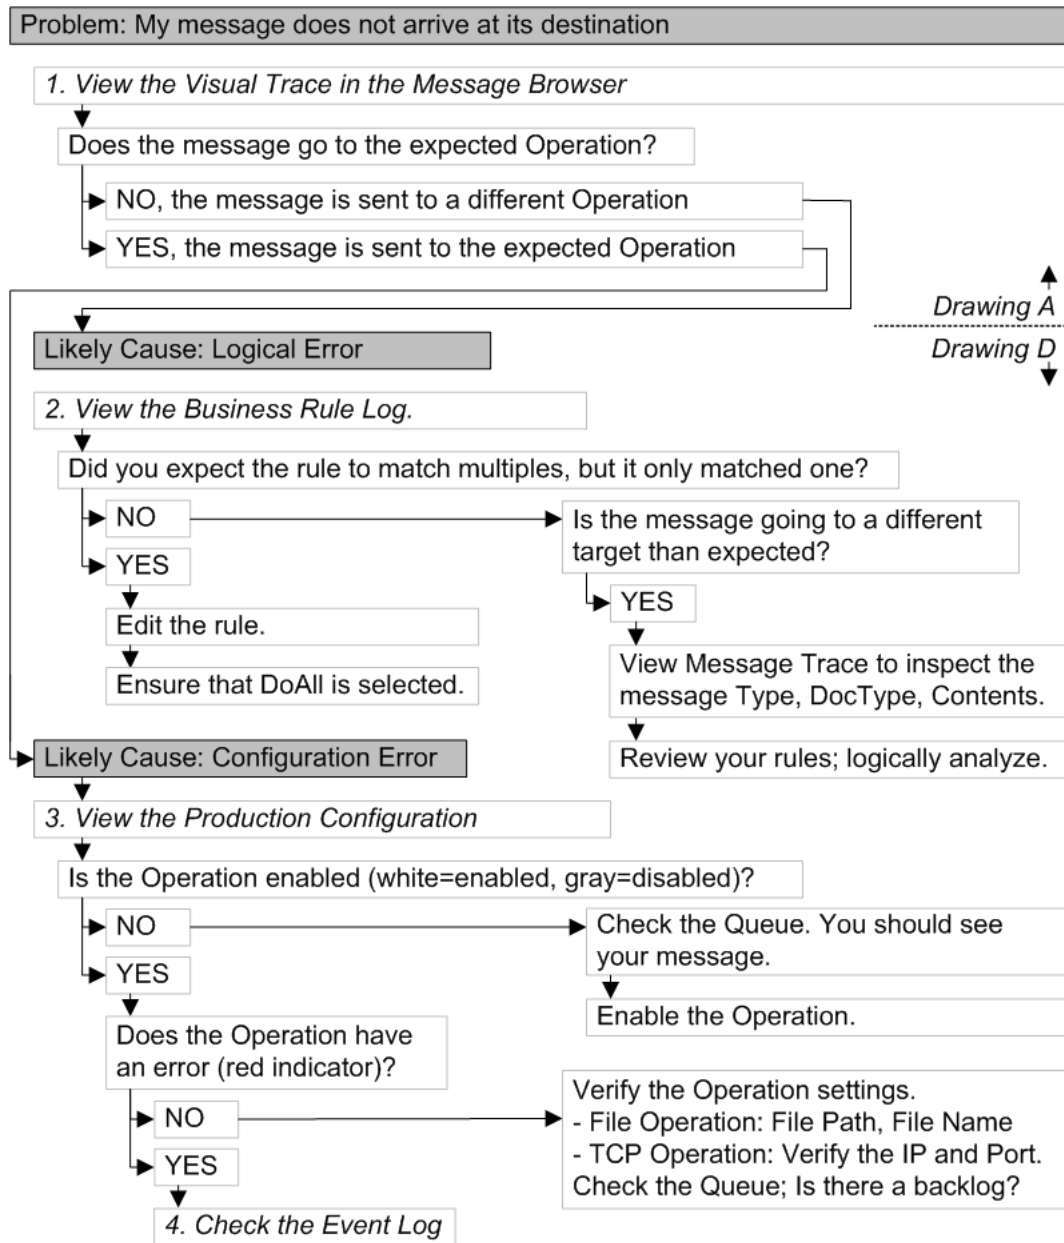 Problem: My message does not arrive at its destination
1. View the Visual Trace in the Message Browser
Does the message go to the expected Operation?
NO, the message is sent to a different Operation
YES, the message is sent to the expected Operation
Drawing A
Likely Cause: Logical Error
Drawing D
2. View the Business Rule Log.
Did you expect the rule to match multiples, but it only matched one?
NO
Is the message going to a different
target than expected?
YES
YES
Edit the rule.
Ensure that DoAll is selected.
View Message Trace to inspect the
message Type, DocType, Contents.
Review your rules; logically analyze.
Likely Cause: Configuration Error
3. View the Production Configuration
Is the Operation enabled (white=enabled, gray=disabled)?
NO
Check the Queue. You should see
your message.
Enable the Operation.
YES
Does the Operation have
an error (red indicator)?
NO
Verify the Operation settings.
- File Operation: File Path, File Name
- TCP Operation: Verify the IP and Port.
Check the Queue; Is there a backlog?
YES
4. Check the Event Log